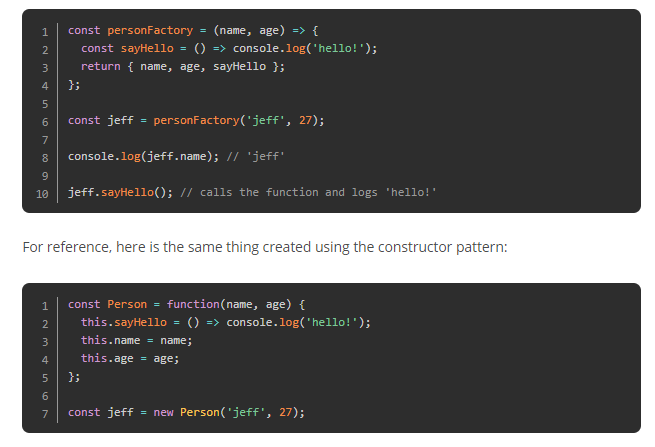 1 const personFactory = (name, age) => {
2   const sayHello = () => console.log('hello!');
3   return { name, age, sayHello };
4 };
5
6 const jeff = personFactory('jeff', 27);
7
8 console.log(jeff.name); // 'jeff'
9
10 jeff.sayHello(); // calls the function and logs 'hello!'
For reference, here is the same thing created using the constructor pattern:
1 const Person = function(name, age) {
2   this.sayHello = () => console.log('hello!');
3   this.name = name;
4   this.age = age;
5 };
6
7 const jeff = new Person('jeff', 27);